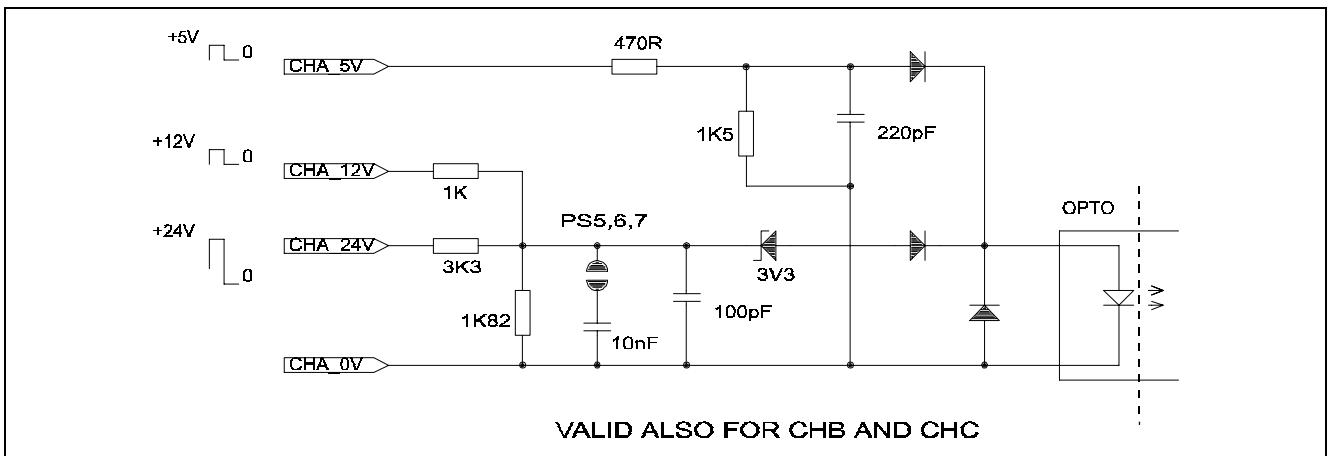 +5V
0
CHA_5V
470R
1K5
220pF
+12V
0
CHA_12V
1K
PS5,6,7
OPTO
+24V
0
CHA_24V
3K3
3V3
1K82
10nF
100pF
CHA_0V
VALID ALSO FOR CHB AND CHC